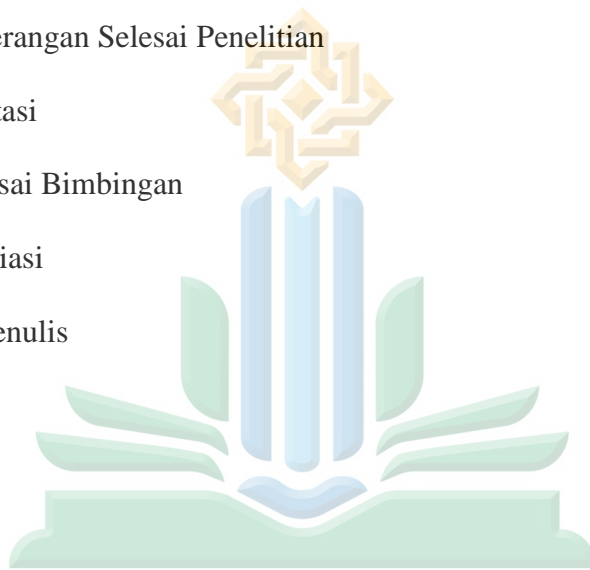 erangan Selesai Penelitian
tasi
sai Bimbingan
iasi
enulis